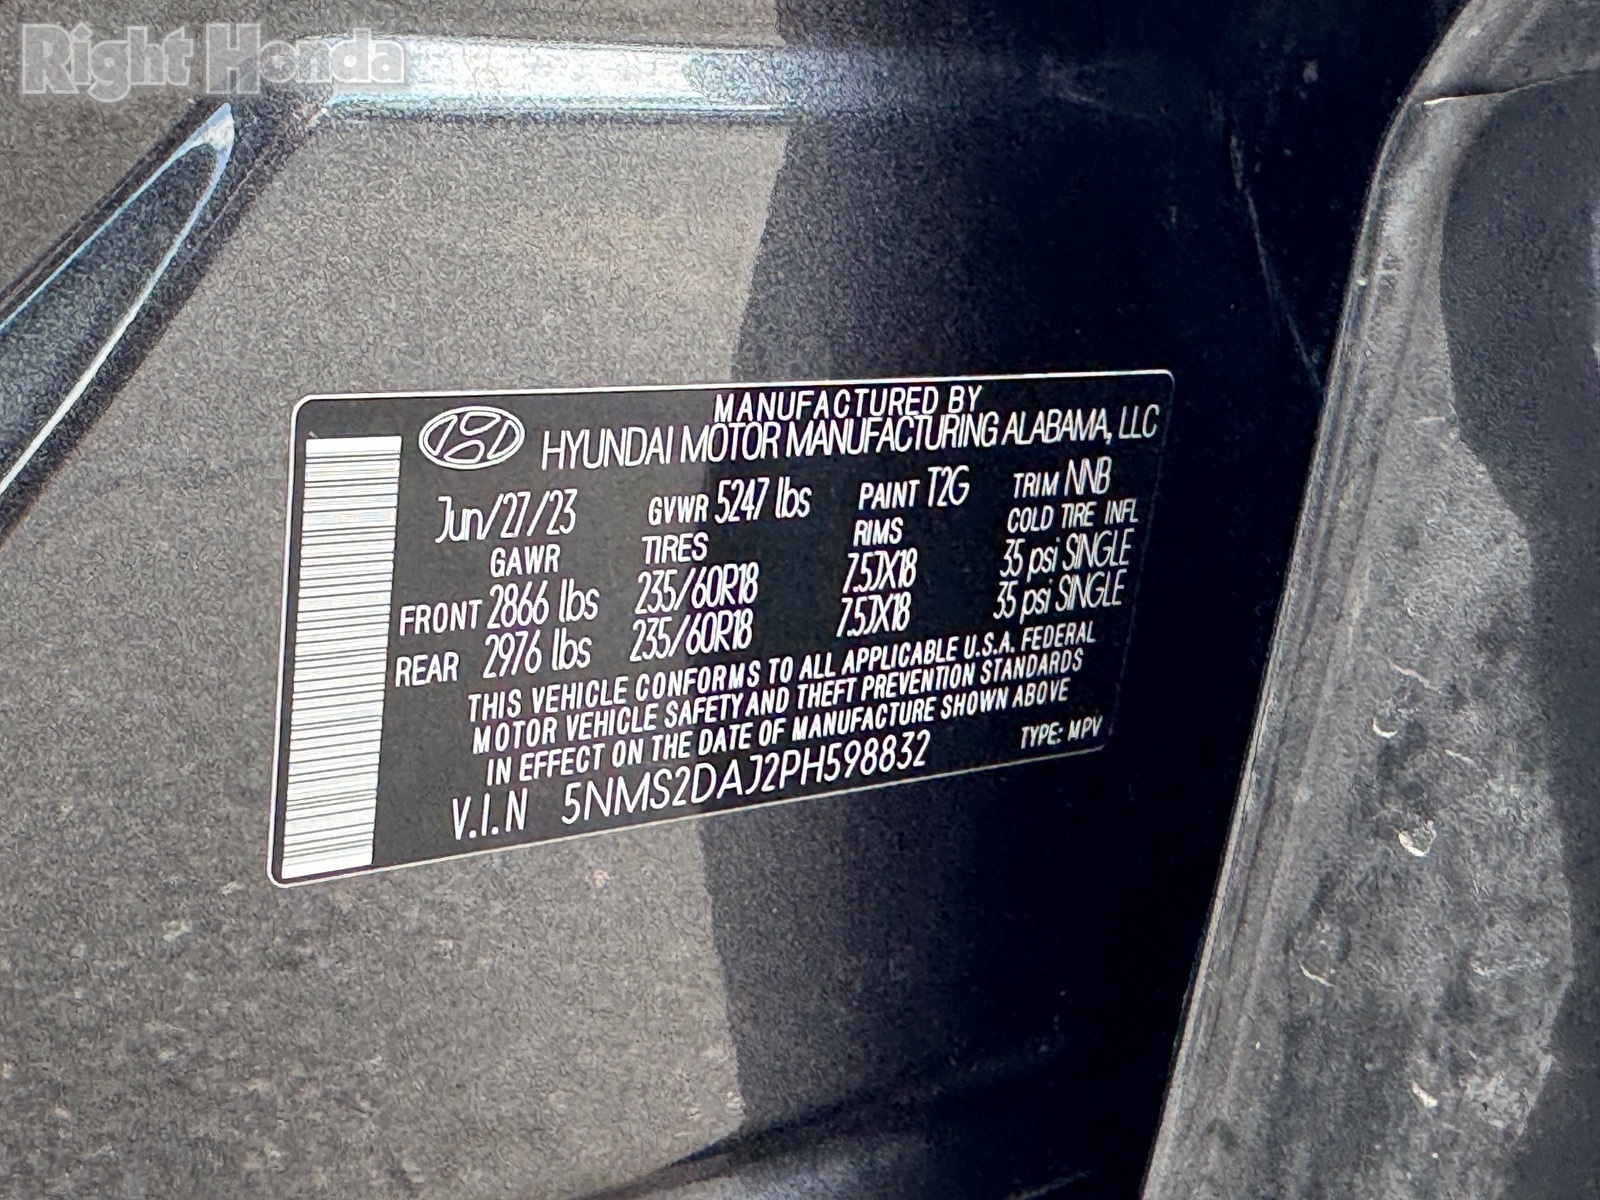 Right Honda
MANUFACTURED BY
HYUNDAI MOTOR MANUFACTURING ALABAMA, LLC
Jun/27/23 GVWR 5247 lbs PAINT T2G TRIM NNB
GAWR TIRES RIMS COLD TIRE INFL
FRONT 2866 lbs 235/60R18 7.5JX18 35 psi SINGLE
REAR 2976 lbs 235/60R18 7.5JX18 35 psi SINGLE
THIS VEHICLE CONFORMS TO ALL APPLICABLE U.S.A. FEDERAL
MOTOR VEHICLE SAFETY AND THEFT PREVENTION STANDARDS
IN EFFECT ON THE DATE OF MANUFACTURE SHOWN ABOVE
V.I.N 5NMS2DAJ2PH598832 TYPE: MPV